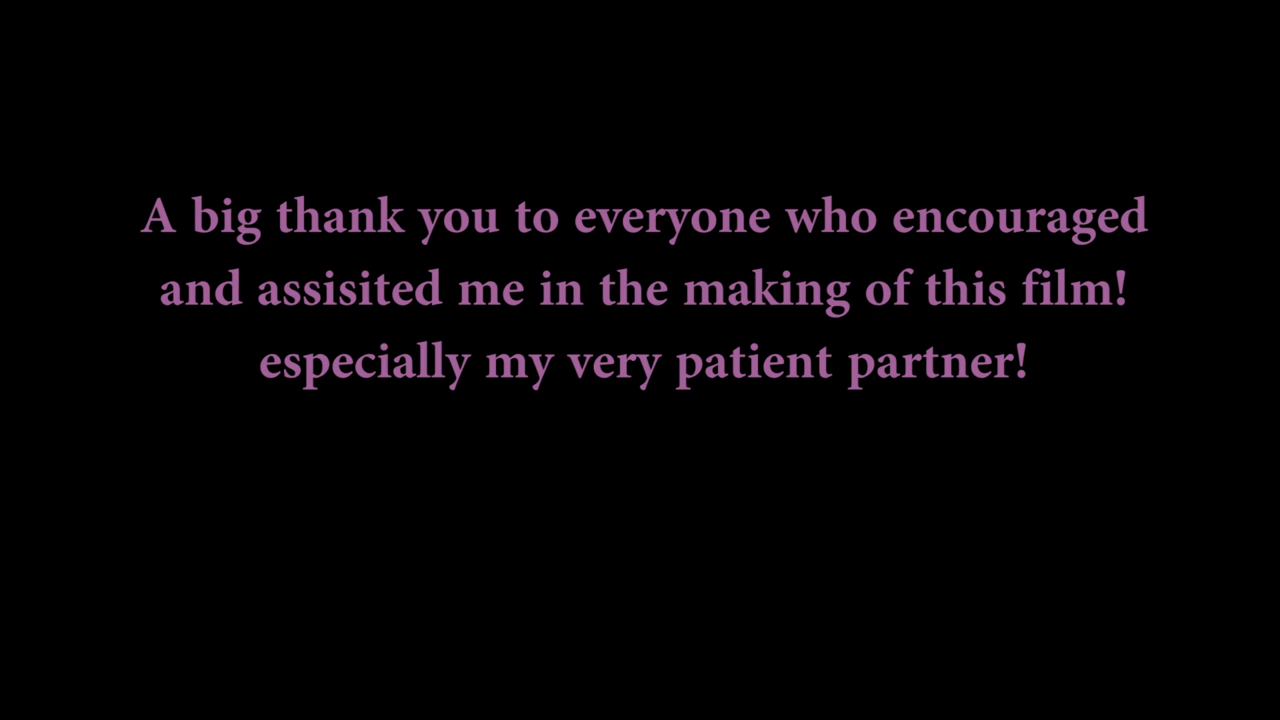 A big thank you to everyone who encouraged
and assisited me in the making of this film!
especially my very patient partner!